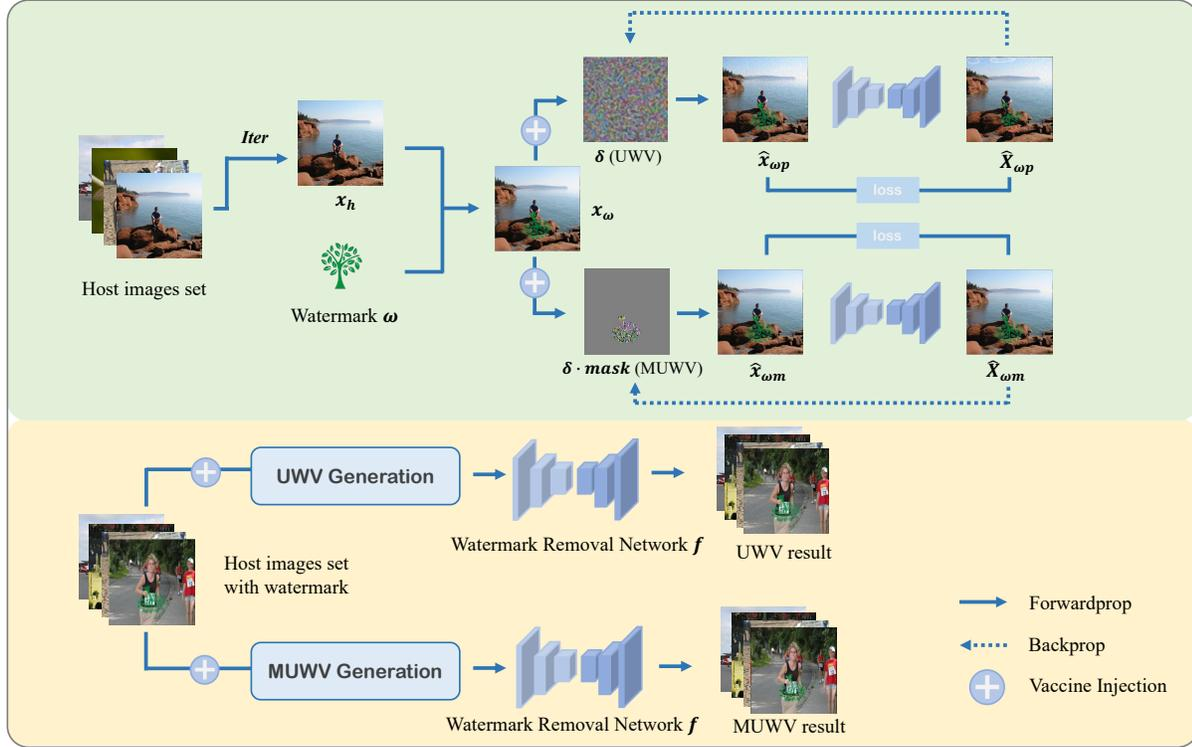 Iter
x_h
Host images set
Watermark ω
x_ω
δ (UWV)
x̂_ωp
X̂_ωp
loss
loss
δ · mask (MUWV)
x̂_ωm
X̂_ωm
UWV Generation
Watermark Removal Network f
UWV result
Host images set
with watermark
MUWV Generation
Watermark Removal Network f
MUWV result
Forwardprop
Backprop
Vaccine Injection